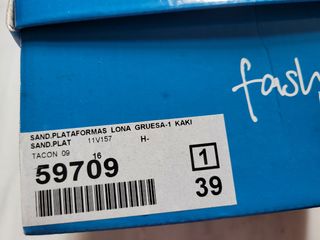 fash
SAND.PLATAFORMAS LONA GRUESA-1 KAKI
SAND.PLAT 11V157 H-
TACON 09 16
59709
1
39